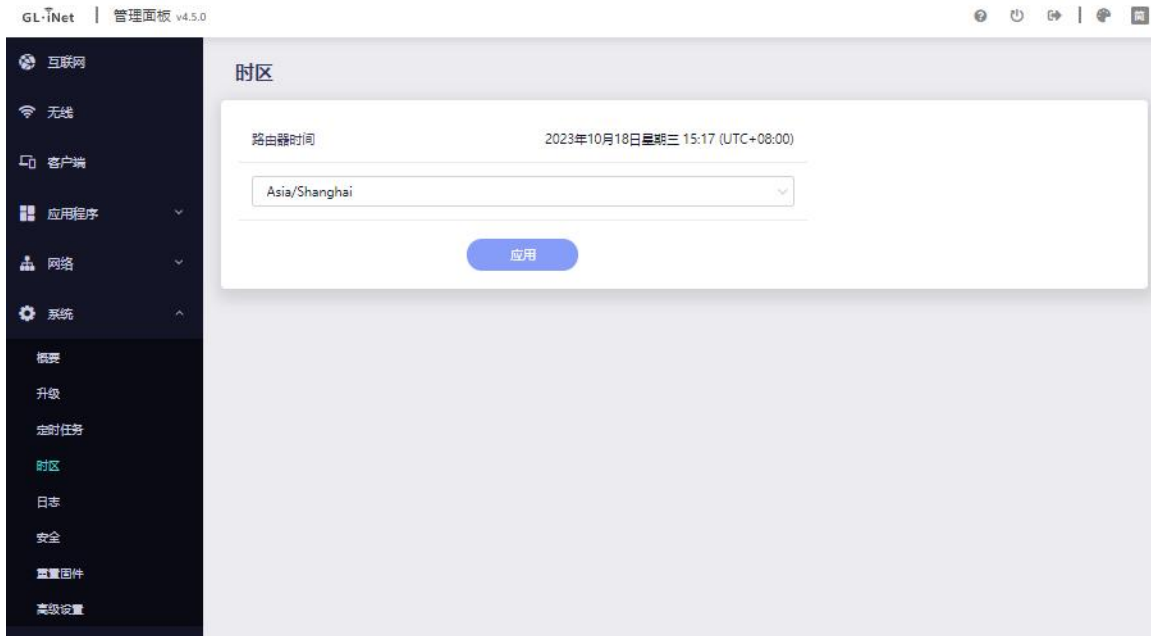 GL·iNet | 管理面板 v4.5.0
简
互联网
无线
客户端
应用程序
网络
系统
概要
升级
定时任务
时区
日志
安全
重置固件
高级设置
时区
路由器时间 2023年10月18日星期三 15:17 (UTC+08:00)
Asia/Shanghai
应用